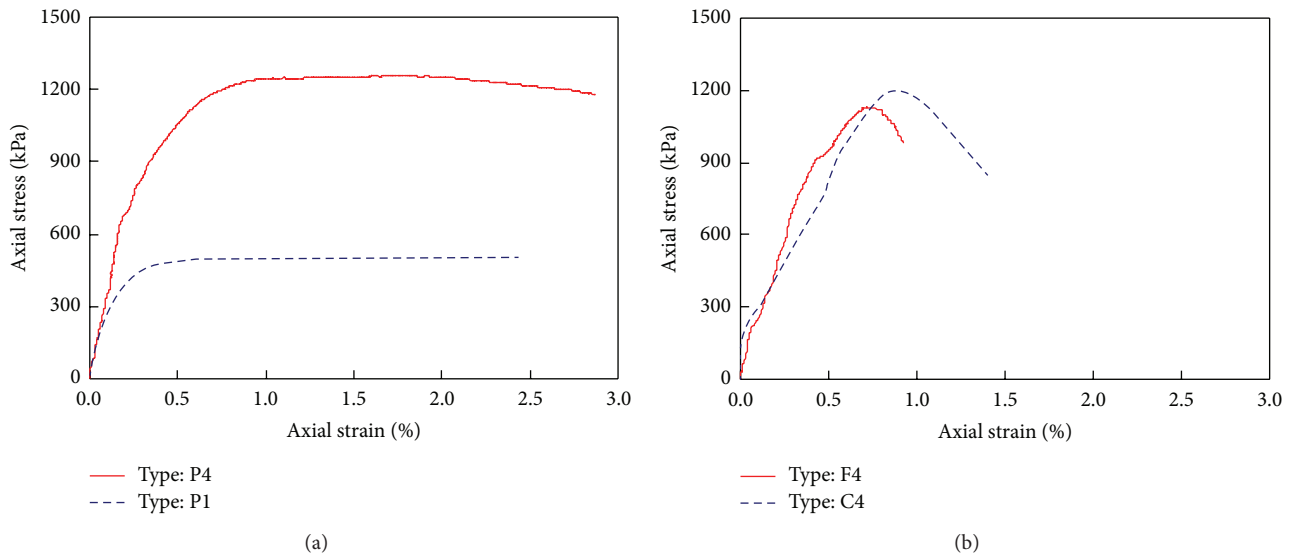 1500
1200
900
600
300
0
Axial stress (kPa)
0.0 0.5 1.0 1.5 2.0 2.5 3.0
Axial strain (%)
Type: P4
Type: P1
(a)
1500
1200
900
600
300
0
Axial stress (kPa)
0.0 0.5 1.0 1.5 2.0 2.5 3.0
Axial strain (%)
Type: F4
Type: C4
(b)